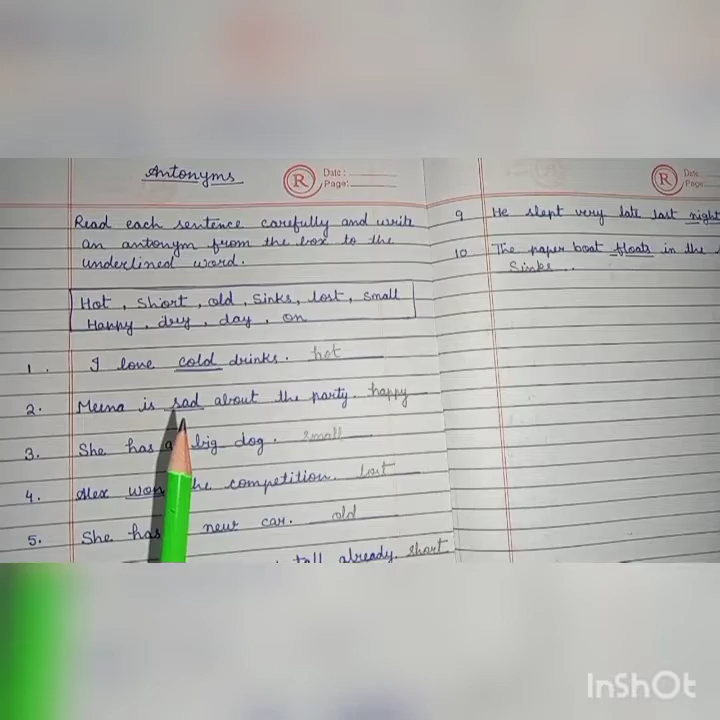 Antonyms
R
Date:
Page:
Read each sentence carefully and write
an antonym from the box to the
underlined word.
Hot, Short, old, Sinks, lost, small
Happy, dry, day, on
1. I love cold drinks. hot
2. Meena is sad about the party. happy
3. She has a big dog. small
4. Alex won the competition. lost
5. She has new car. old
tall already. short
R
Date
Page:
9 He slept very late last night
10. The paper boat floats in the
Sinks.
InShOt